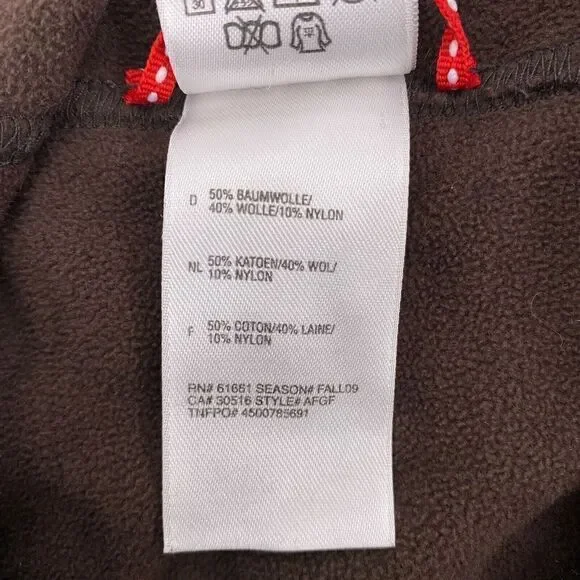 30
D 50% BAUMWOLLE/
40% WOLLE/10% NYLON
NL 50% KATOEN/40% WOL/
10% NYLON
F 50% COTON/40% LAINE/
10% NYLON
RN# 61661 SEASON# FALL09
CA# 30516 STYLE# AFGF
TNFPO# 4500785691